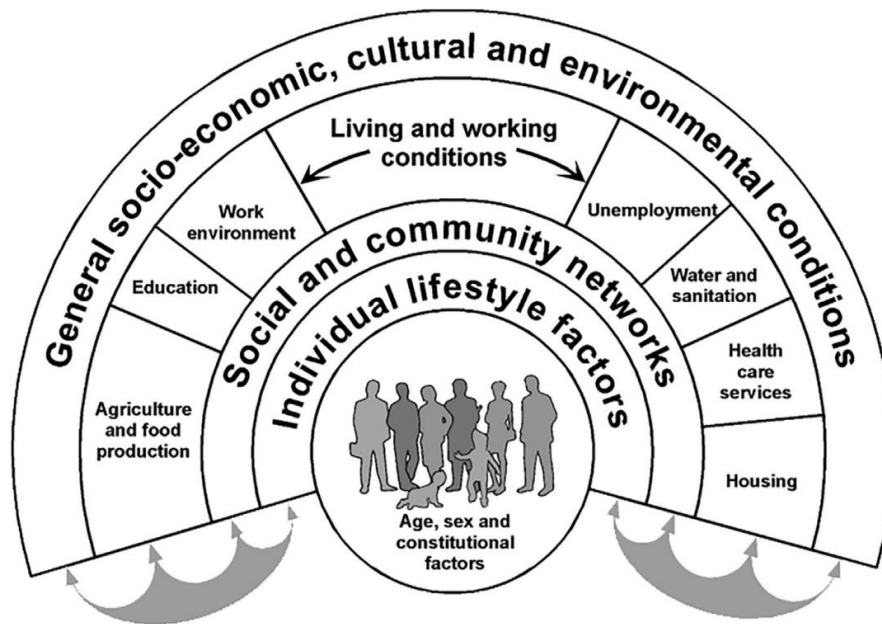 General socio-economic, cultural and environmental conditions
Living and working
conditions
Work
environment
Education
Agriculture
and food
production
Unemployment
Water and
sanitation
Health
care
services
Housing
Social and community networks
Individual lifestyle factors
Age, sex and
constitutional
factors